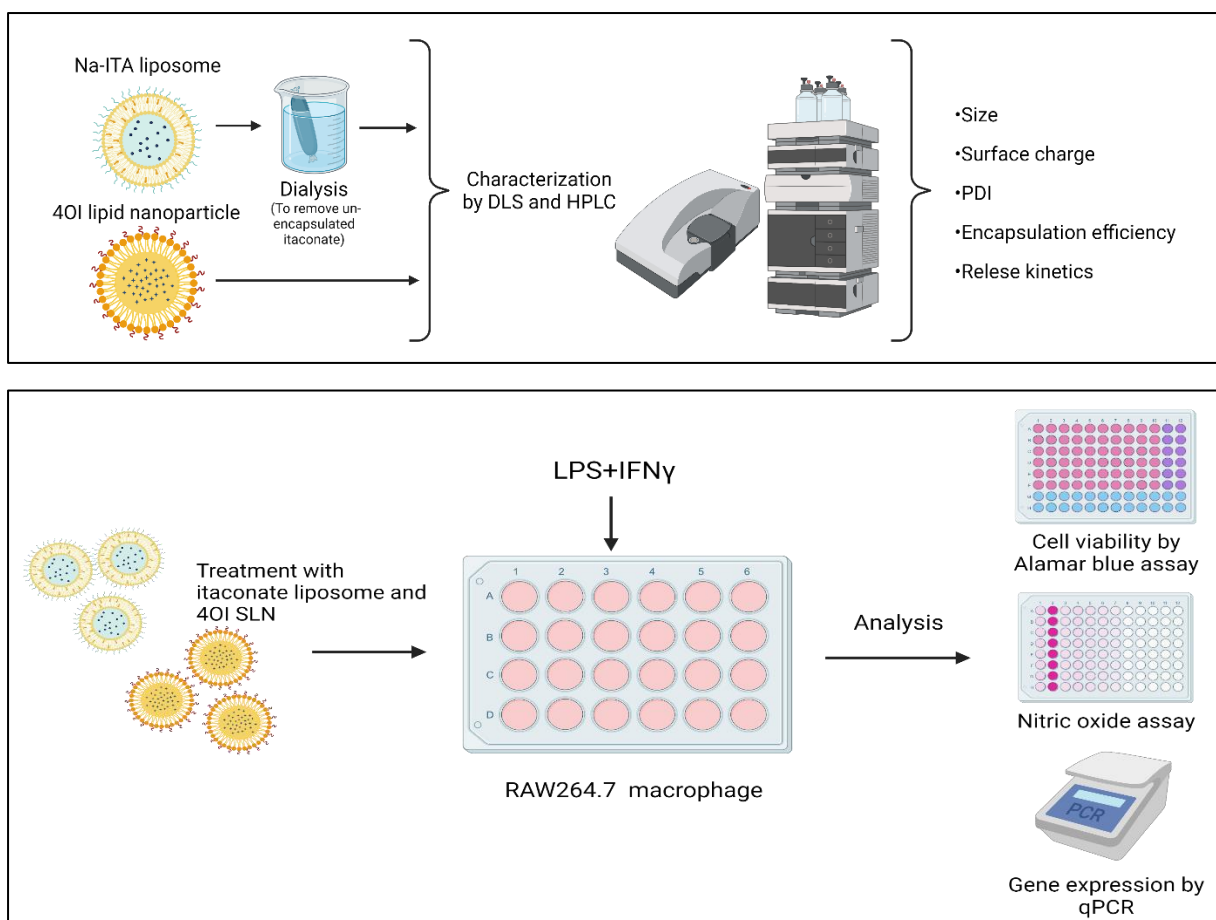 Na-ITA liposome
Dialysis
(To remove un-
encapsulated
itaconate)
4OI lipid nanoparticle
Characterization
by DLS and HPLC
•Size
•Surface charge
•PDI
•Encapsulation efficiency
•Relese kinetics
LPS+IFNγ
Treatment with
itaconate liposome and
4OI SLN
1 2 3 4 5 6
A
B
C
D
RAW264.7 macrophage
Analysis
Cell viability by
Alamar blue assay
Nitric oxide assay
PCR
Gene expression by
qPCR